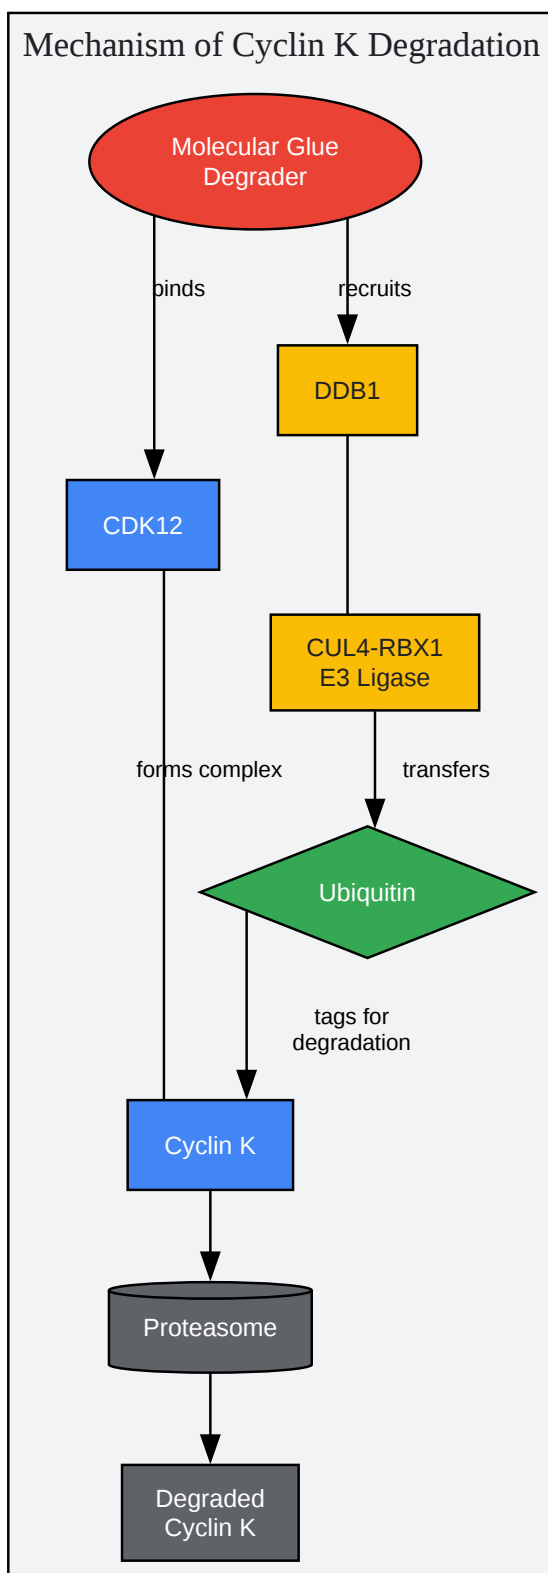 Mechanism of Cyclin K Degradation
Molecular Glue
Degrader
binds
recruits
DDB1
CDK12
CUL4-RBX1
E3 Ligase
forms complex
transfers
Ubiquitin
tags for
degradation
Cyclin K
Proteasome
Degraded
Cyclin K